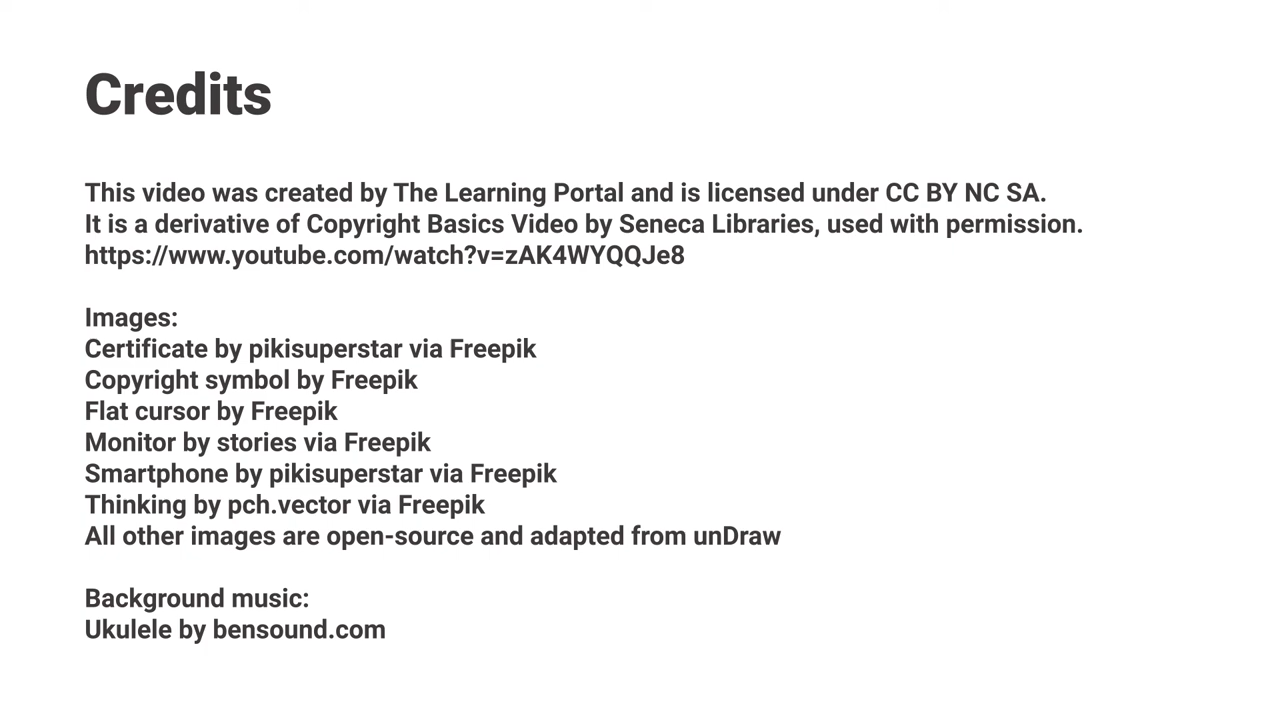 Credits
This video was created by The Learning Portal and is licensed under CC BY NC SA.
It is a derivative of Copyright Basics Video by Seneca Libraries, used with permission.
https://www.youtube.com/watch?v=zAK4WYQQJe8
Images:
Certificate by pikisuperstar via Freepik
Copyright symbol by Freepik
Flat cursor by Freepik
Monitor by stories via Freepik
Smartphone by pikisuperstar via Freepik
Thinking by pch.vector via Freepik
All other images are open-source and adapted from unDraw
Background music:
Ukulele by bensound.com